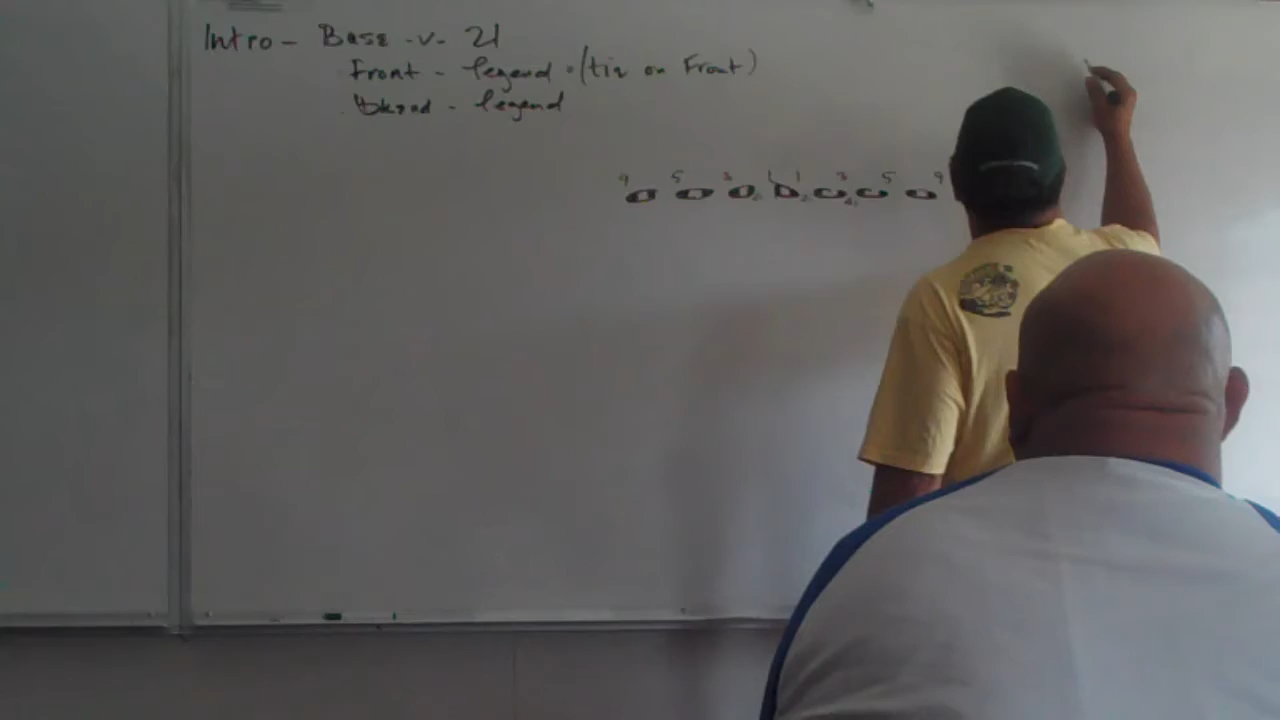 Intro - Base -v- 21
Front - legend (tie on Front)
legend
9 5 3 1 1 3 5 9